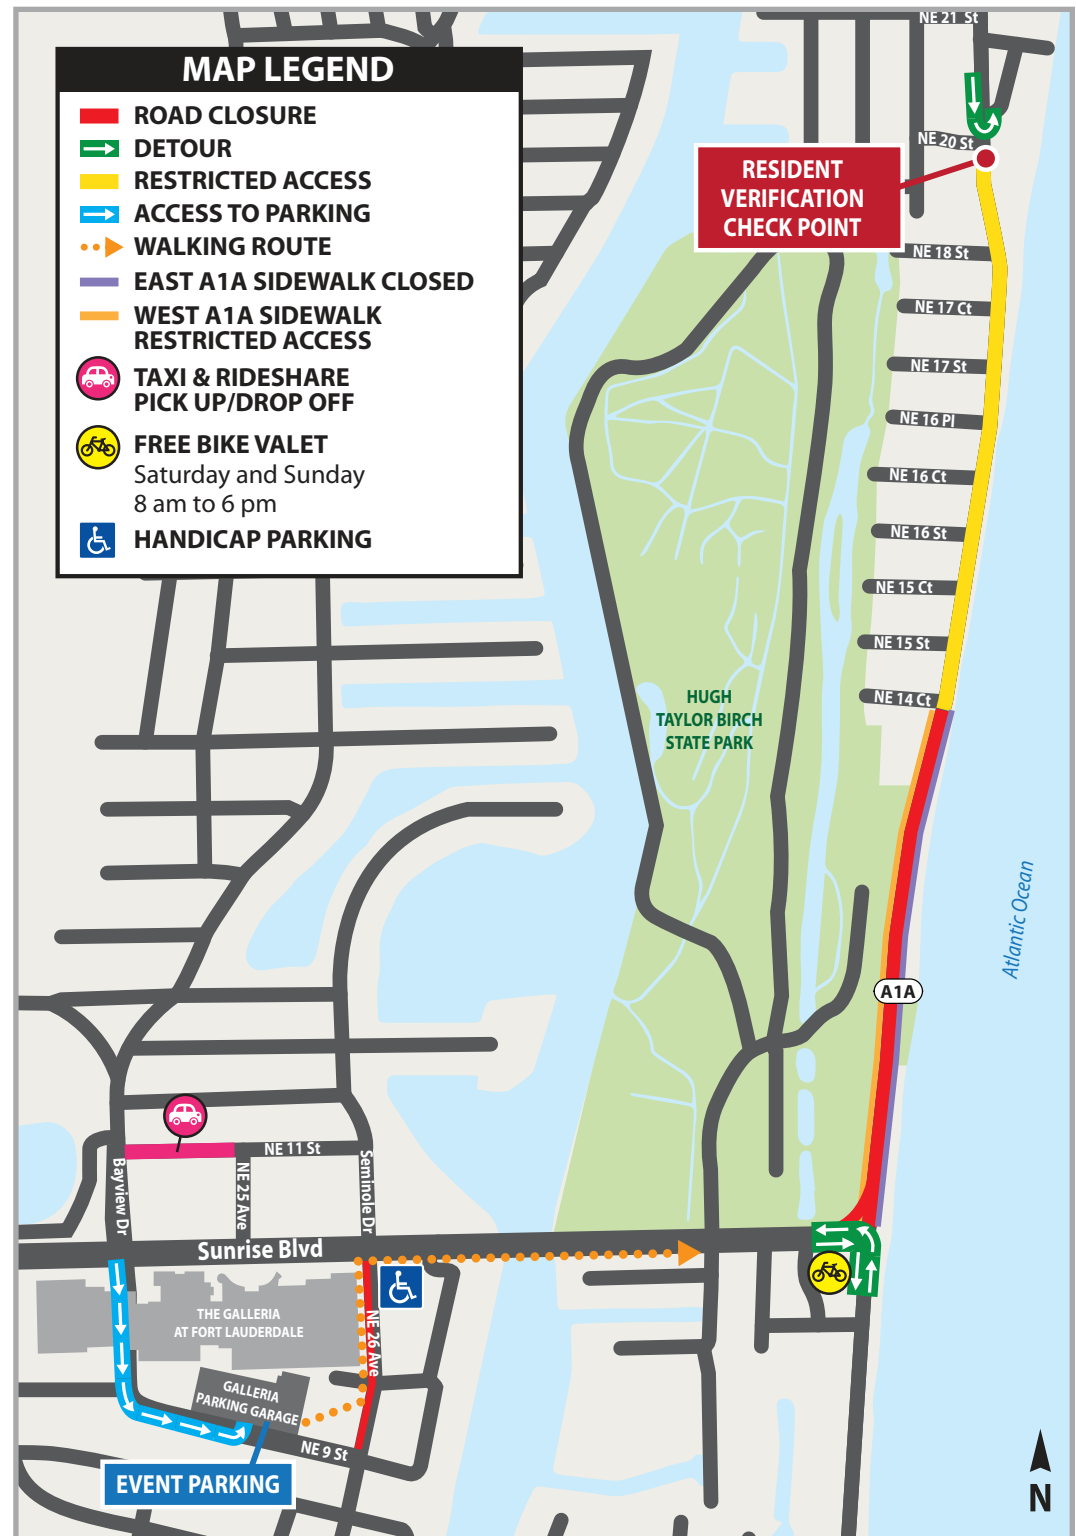 MAP LEGEND
ROAD CLOSURE
DETOUR
RESTRICTED ACCESS
ACCESS TO PARKING
WALKING ROUTE
EAST A1A SIDEWALK CLOSED
WEST A1A SIDEWALK
RESTRICTED ACCESS
TAXI & RIDESHARE
PICK UP/DROP OFF
FREE BIKE VALET
Saturday and Sunday
8 am to 6 pm
HANDICAP PARKING
NE 21 St
NE 20 St
RESIDENT
VERIFICATION
CHECK POINT
NE 18 St
NE 17 Ct
NE 17 St
NE 16 Pl
NE 16 Ct
NE 16 St
NE 15 Ct
NE 15 St
NE 14 Ct
HUGH
TAYLOR BIRCH
STATE PARK
Atlantic Ocean
A1A
NE 11 St
Bayview Dr
NE 25 Ave
Seminole Dr
Sunrise Blvd
THE GALLERIA
AT FORT LAUDERDALE
NE 26 Ave
GALLERIA
PARKING GARAGE
NE 9 St
EVENT PARKING
N